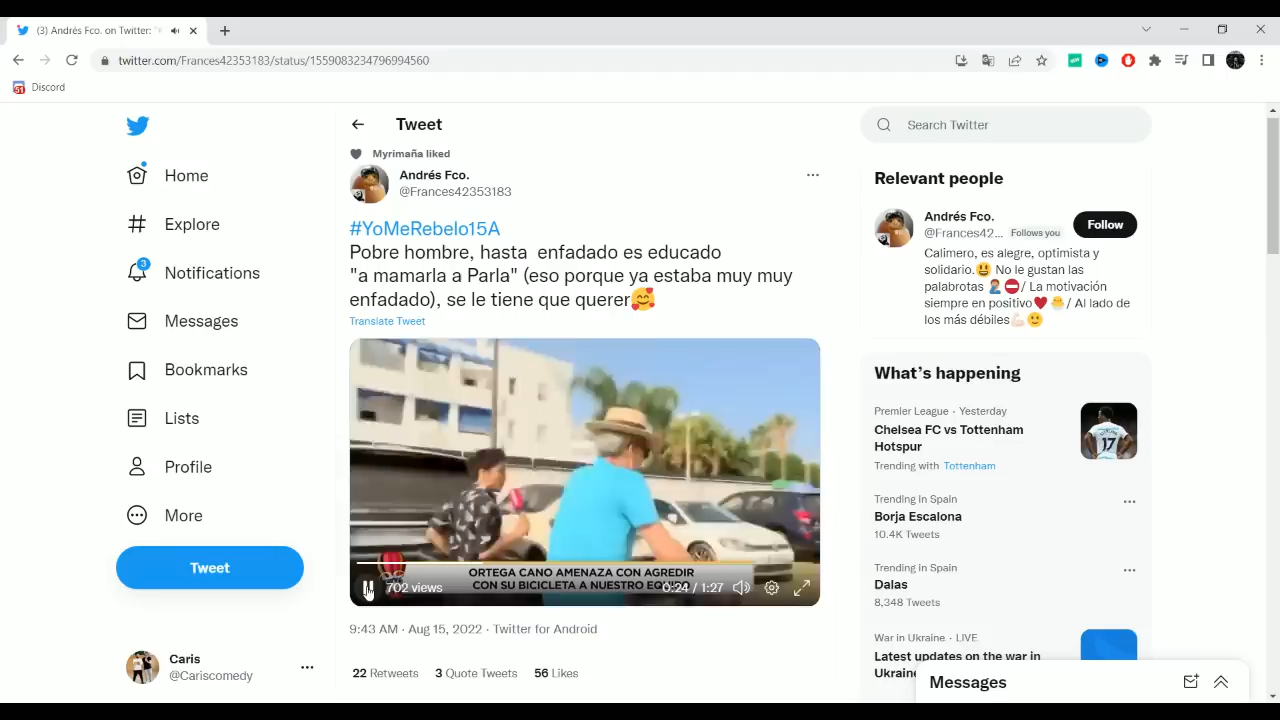 (3) Andrés Fco. on Twitter: "
twitter.com/Frances42353183/status/1559083234796994560
Discord
Home
Explore
3
Notifications
Messages
Bookmarks
Lists
Profile
More
Tweet
Caris
@Cariscomedy
Tweet
Myrimaña liked
Andrés Fco.
@Frances42353183
#YoMeRebelo15A
Pobre hombre, hasta enfadado es educado
"a mamarla a Parla" (eso porque ya estaba muy muy
enfadado), se le tiene que querer🥰
Translate Tweet
ORTEGA CANO AMENAZA CON AGREDIR
CON SU BICICLETA A NUESTRO
702 views
0:24 / 1:27
9:43 AM · Aug 15, 2022 · Twitter for Android
22 Retweets 3 Quote Tweets 56 Likes
Search Twitter
Relevant people
Andrés Fco.
@Frances42... Follows you
Follow
Calimero, es alegre, optimista y
solidario.😃 No le gustan las
palabrotas 🤦🏻‍♂️⛔/ La motivación
siempre en positivo♥️🐣/ Al lado de
los más débiles💪🏻🙂
What's happening
Premier League · Yesterday
Chelsea FC vs Tottenham
Hotspur
Trending with Tottenham
17
Trending in Spain
Borja Escalona
10.4K Tweets
Trending in Spain
Dalas
8,348 Tweets
War in Ukraine · LIVE
Latest updates on the war in
Ukraine
Messages